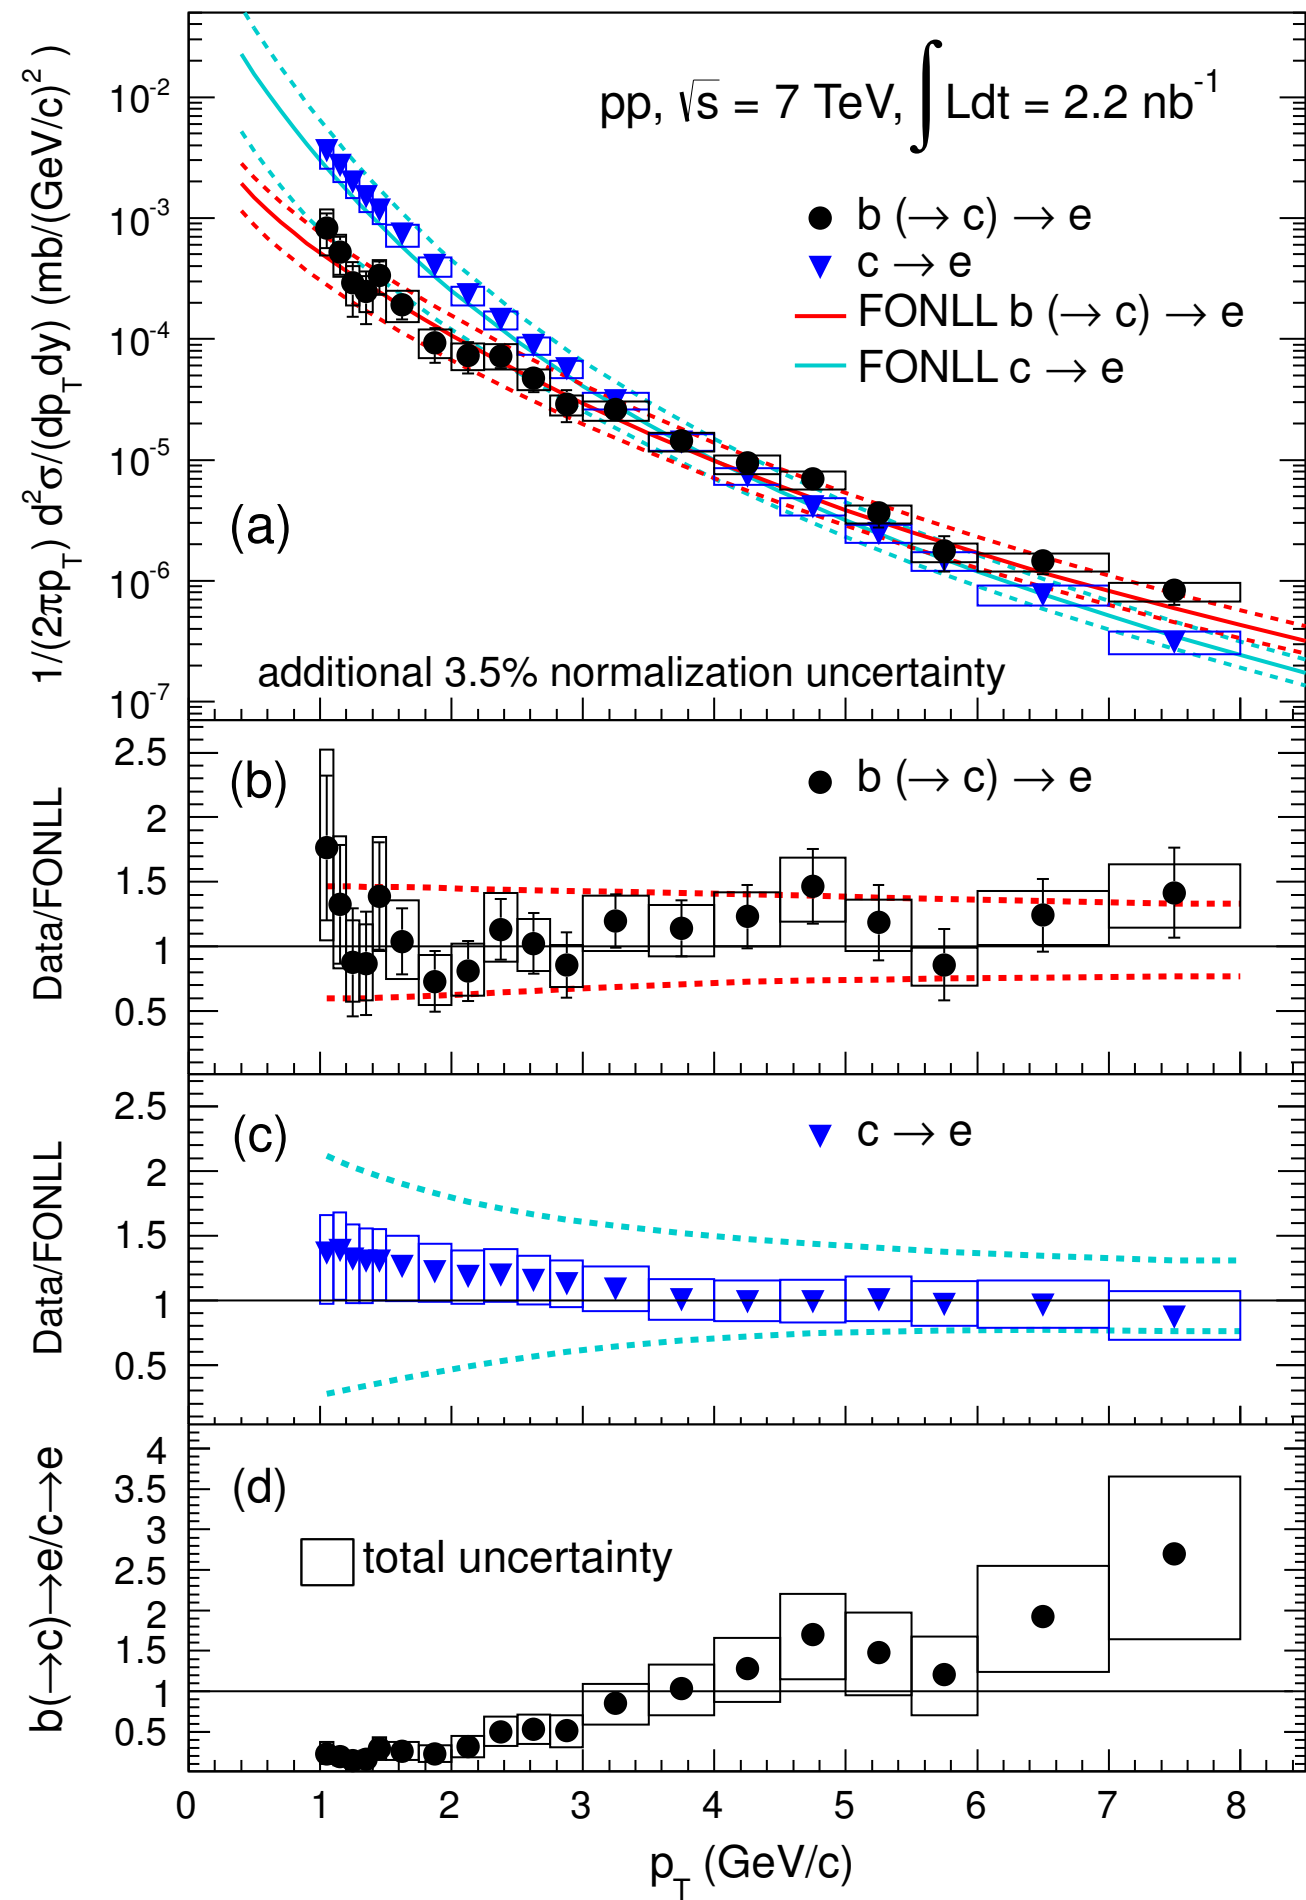 1/(2πp_T) d²σ/(dp_Tdy) (mb/(GeV/c)²)
10⁻²
10⁻³
10⁻⁴
10⁻⁵
10⁻⁶
10⁻⁷
pp, √s = 7 TeV, ∫Ldt = 2.2 nb⁻¹
b (→ c) → e
c → e
FONLL b (→ c) → e
FONLL c → e
(a)
additional 3.5% normalization uncertainty
Data/FONLL
2.5
2
1.5
1
0.5
(b)
b (→ c) → e
Data/FONLL
2.5
2
1.5
1
0.5
(c)
c → e
b(→c)→e/c→e
4
3.5
3
2.5
2
1.5
1
0.5
(d)
total uncertainty
0 1 2 3 4 5 6 7 8
p_T (GeV/c)